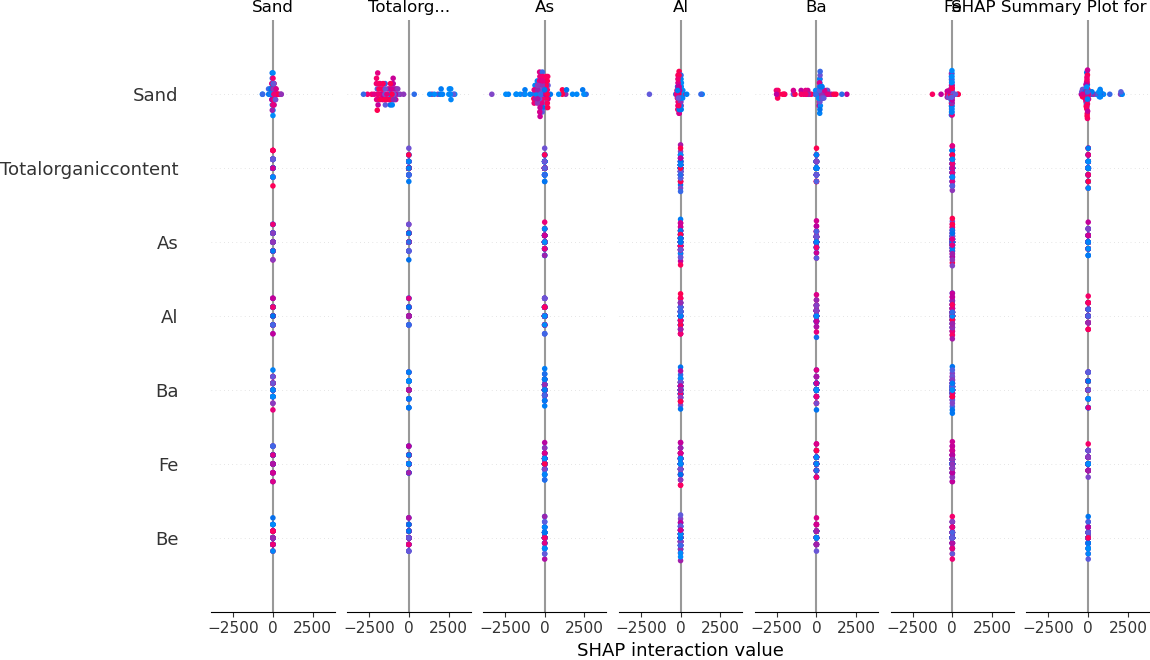 Sand Totalorg... As Al Ba Fe SHAP Summary Plot for
Sand
Totalorganiccontent
As
Al
Ba
Fe
Be
−2500 0 2500 −2500 0 2500 −2500 0 2500 −2500 0 2500 −2500 0 2500 −2500 0 2500 −2500 0 2500
SHAP interaction value